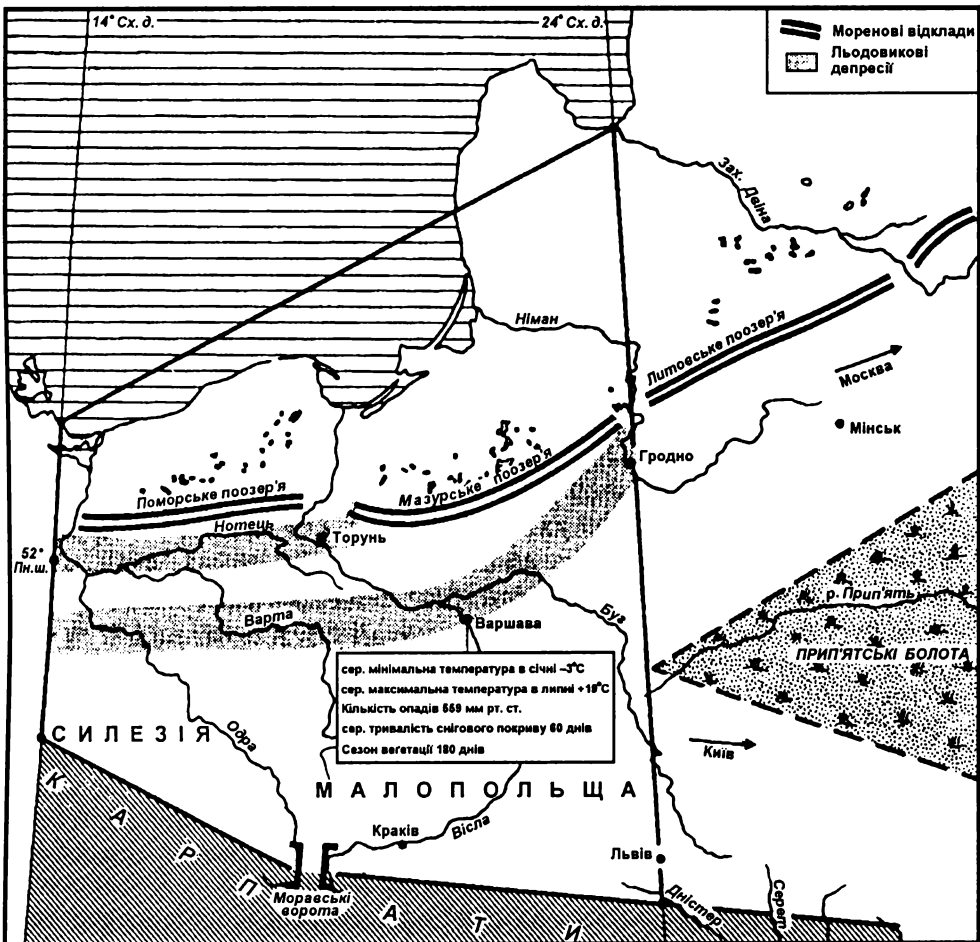 14° Сх. д.
24° Сх. д.
Моренові відклади
Льодовикові
депресії
Зах. Двіна
Німан
Литовське поозер'я
Москва
Мінськ
Гродно
Поморське поозер'я
Мазурське поозер'я
Нотець
Торунь
52°
Пн.ш.
р. Прип'ять
Варта
Варшава
Буг
ПРИП'ЯТСЬКІ БОЛОТА
сер. мінімальна температура в січні –3°С
сер. максимальна температура в липні +19°С
Кількість опадів 559 мм рт. ст.
сер. тривалість снігового покриву 60 днів
Сезон вегетації 180 днів
СИЛЕЗІЯ
Одра
Київ
МАЛОПОЛЬЩА
Краків
Вісла
Львів
Моравські
ворота
Дністер
Серет
КАРПАТИ